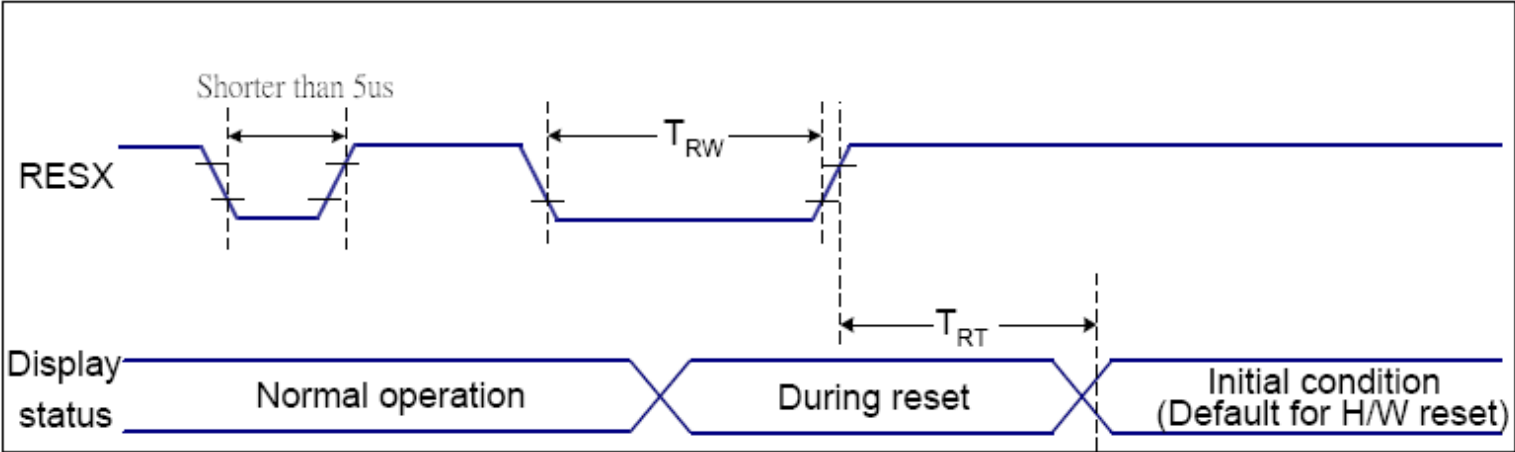 Shorter than 5us
RESX
TRW
TRT
Display
status
Normal operation
During reset
Initial condition
(Default for H/W reset)